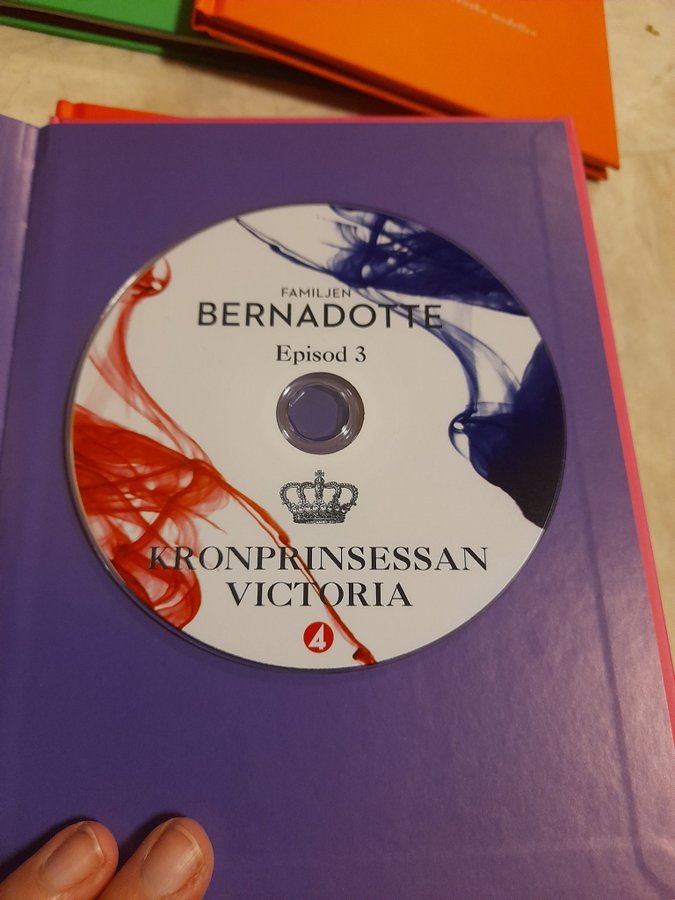 FAMILJEN
BERNADOTTE
Episod 3
KRONPRINSESSAN
VICTORIA
4